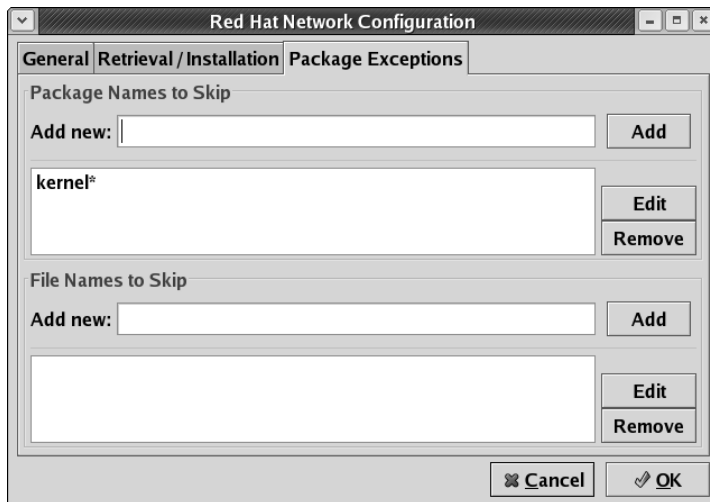 Red Hat Network Configuration
General Retrieval / Installation Package Exceptions
Package Names to Skip
Add new: Add
kernel*
Edit
Remove
File Names to Skip
Add new: Add
Edit
Remove
Cancel OK